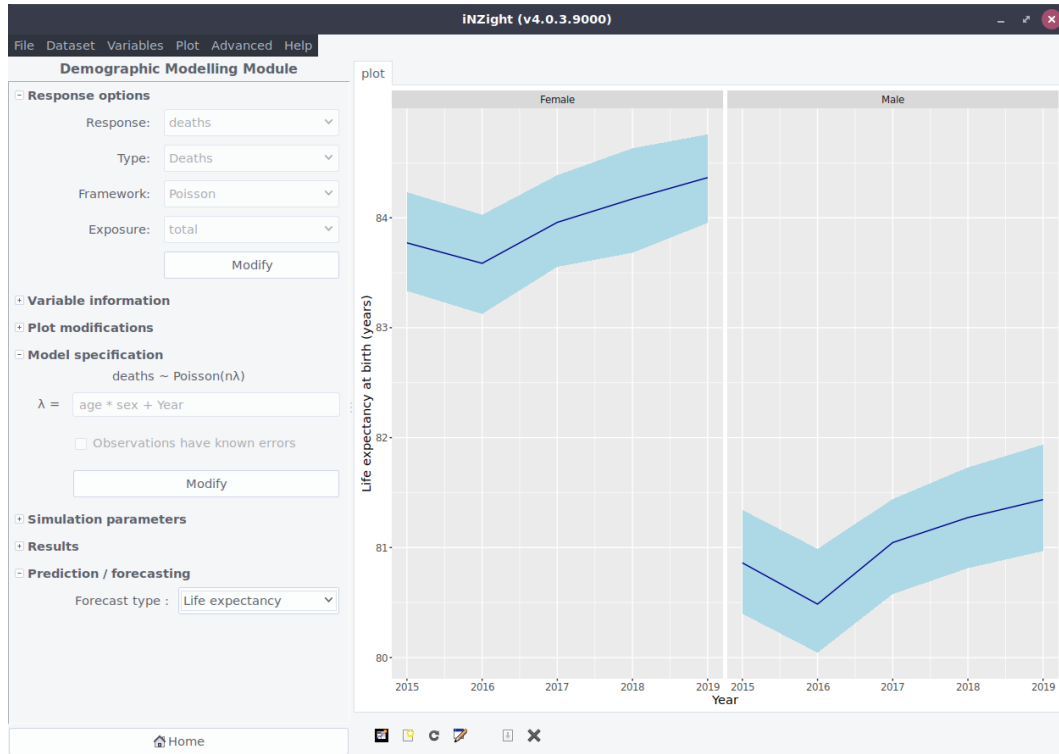 iNZight (v4.0.3.9000)
File Dataset Variables Plot Advanced Help
Demographic Modelling Module
Response options
Response: deaths
Type: Deaths
Framework: Poisson
Exposure: total
Modify
Variable information
Plot modifications
Model specification
deaths ~ Poisson(nλ)
λ = age * sex + Year
Observations have known errors
Modify
Simulation parameters
Results
Prediction / forecasting
Forecast type : Life expectancy
Home
plot
Female Male
Life expectancy at birth (years)
84
83
82
81
80
2015 2016 2017 2018 2019 2015 2016 2017 2018 2019
Year